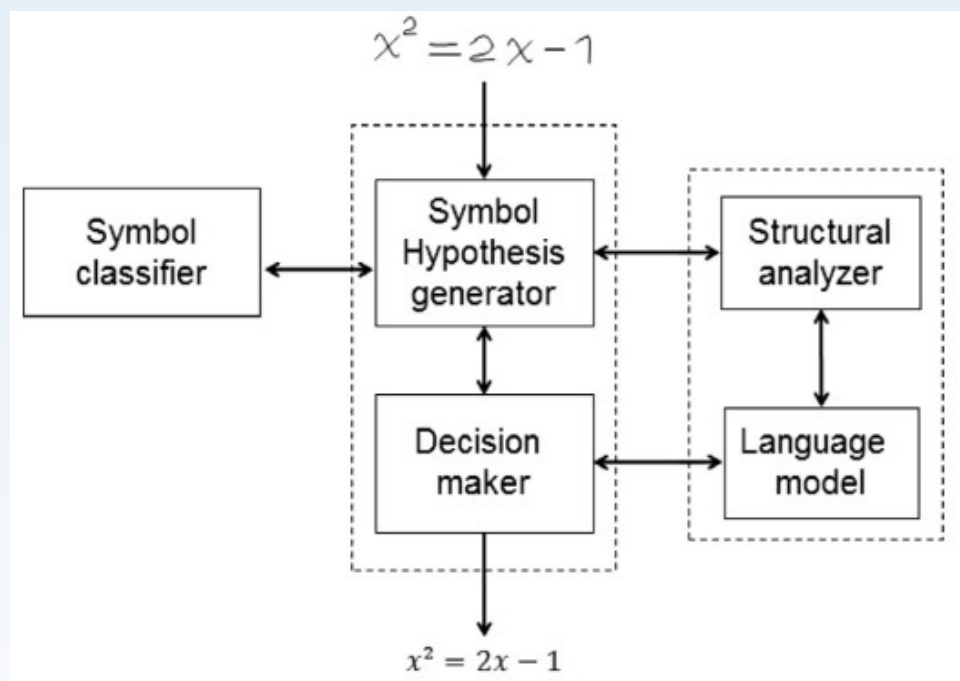 x² = 2x - 1
Symbol
classifier
Symbol
Hypothesis
generator
Structural
analyzer
Decision
maker
Language
model
x² = 2x − 1